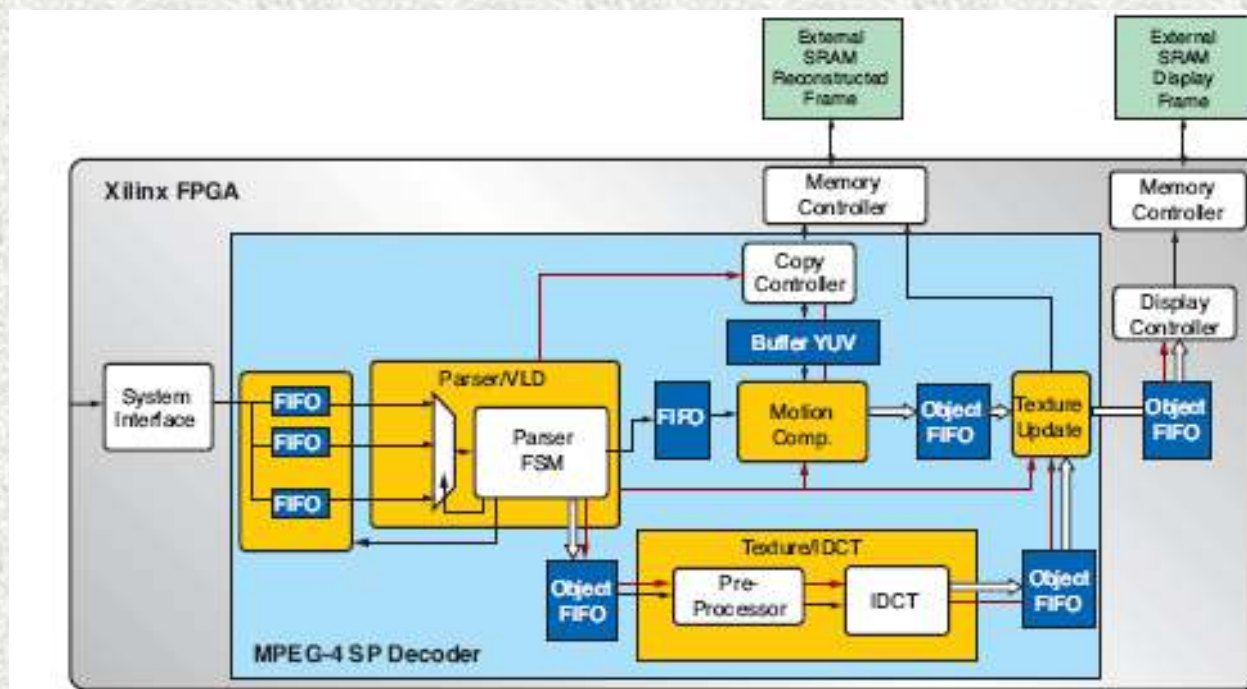 External
SRAM
Reconstructed
Frame
External
SRAM
Display
Frame
Xilinx FPGA
Memory
Controller
Memory
Controller
Copy
Controller
Display
Controller
Buffer YUV
System
Interface
FIFO
FIFO
FIFO
Parser/VLD
Parser
FSM
FIFO
Motion
Comp.
Object
FIFO
Texture
Update
Object
FIFO
Object
FIFO
Texture/IDCT
Pre-
Processor
IDCT
Object
FIFO
MPEG-4 SP Decoder